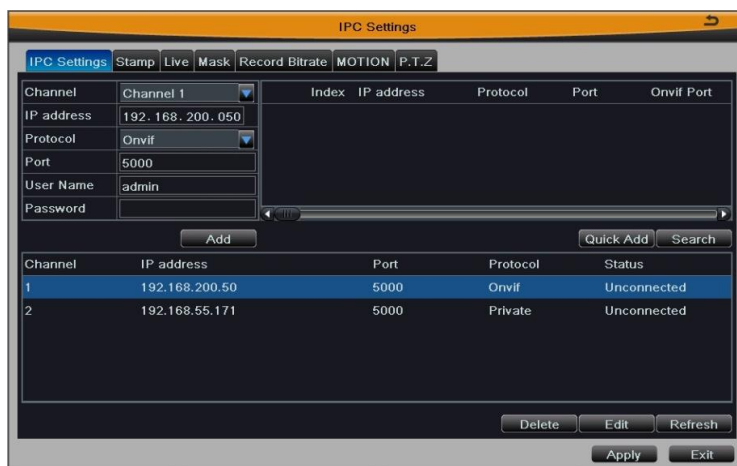 IPC Settings
IPC Settings Stamp Live Mask Record Bitrate MOTION P.T.Z
Channel Channel 1 Index IP address Protocol Port Onvif Port
IP address 192. 168. 200. 050
Protocol Onvif
Port 5000
User Name admin
Password
Add Quick Add Search
Channel IP address Port Protocol Status
1 192.168.200.50 5000 Onvif Unconnected
2 192.168.55.171 5000 Private Unconnected
Delete Edit Refresh
Apply Exit